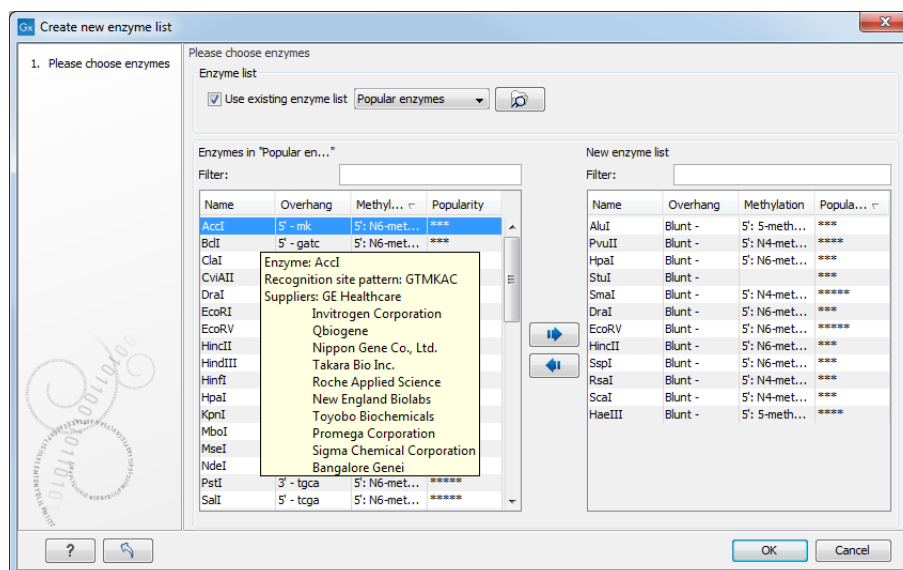 Gx Create new enzyme list
1. Please choose enzymes
Please choose enzymes
Enzyme list
Use existing enzyme list Popular enzymes
Enzymes in "Popular en..."
Filter:
Name Overhang Methyl... Popularity
AccI 5' - mk 5': N6-met... ***
BclI 5' - gatc 5': N6-met... ***
ClaI
CviAII
DraI
EcoRI
EcoRV
HincII
HindIII
HinfI
HpaI
KpnI
MboI
MseI
NdeI
PstI 3' - tgca 5': N6-met... *****
SalI 5' - tcga 5': N6-met... *****
Enzyme: AccI
Recognition site pattern: GTMKAC
Suppliers: GE Healthcare
Invitrogen Corporation
Qbiogene
Nippon Gene Co., Ltd.
Takara Bio Inc.
Roche Applied Science
New England Biolabs
Toyobo Biochemicals
Promega Corporation
Sigma Chemical Corporation
Bangalore Genei
New enzyme list
Filter:
Name Overhang Methylation Popula...
AluI Blunt - 5': 5-meth... ***
PvuII Blunt - 5': N4-met... ****
HpaI Blunt - 5': N6-met... ***
StuI Blunt - ***
SmaI Blunt - 5': N4-met... *****
DraI Blunt - 5': N6-met... ***
EcoRV Blunt - 5': N6-met... *****
HincII Blunt - 5': N6-met... ***
SspI Blunt - 5': N6-met... ***
RsaI Blunt - 5': N4-met... ***
ScaI Blunt - 5': N4-met... ***
HaeIII Blunt - 5': 5-meth... ****
? OK Cancel